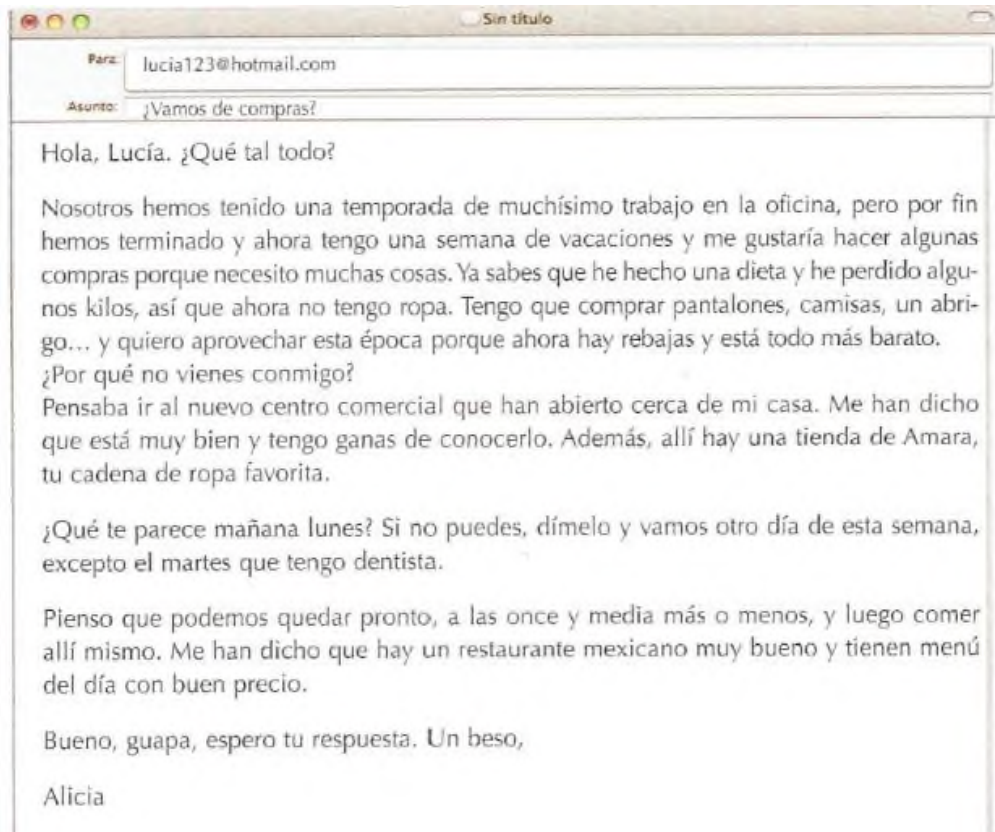 Sin título
Para: lucia123@hotmail.com
Asunto: ¿Vamos de compras?
Hola, Lucía. ¿Qué tal todo?
Nosotros hemos tenido una temporada de muchísimo trabajo en la oficina, pero por fin
hemos terminado y ahora tengo una semana de vacaciones y me gustaría hacer algunas
compras porque necesito muchas cosas. Ya sabes que he hecho una dieta y he perdido algu-
nos kilos, así que ahora no tengo ropa. Tengo que comprar pantalones, camisas, un abri-
go... y quiero aprovechar esta época porque ahora hay rebajas y está todo más barato.
¿Por qué no vienes conmigo?
Pensaba ir al nuevo centro comercial que han abierto cerca de mi casa. Me han dicho
que está muy bien y tengo ganas de conocerlo. Además, allí hay una tienda de Amara,
tu cadena de ropa favorita.
¿Qué te parece mañana lunes? Si no puedes, dímelo y vamos otro día de esta semana,
excepto el martes que tengo dentista.
Pienso que podemos quedar pronto, a las once y media más o menos, y luego comer
allí mismo. Me han dicho que hay un restaurante mexicano muy bueno y tienen menú
del día con buen precio.
Bueno, guapa, espero tu respuesta. Un beso,
Alicia